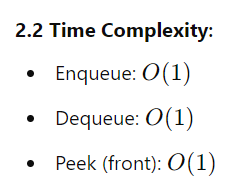 2.2 Time Complexity:
• Enqueue: O(1)
• Dequeue: O(1)
• Peek (front): O(1)